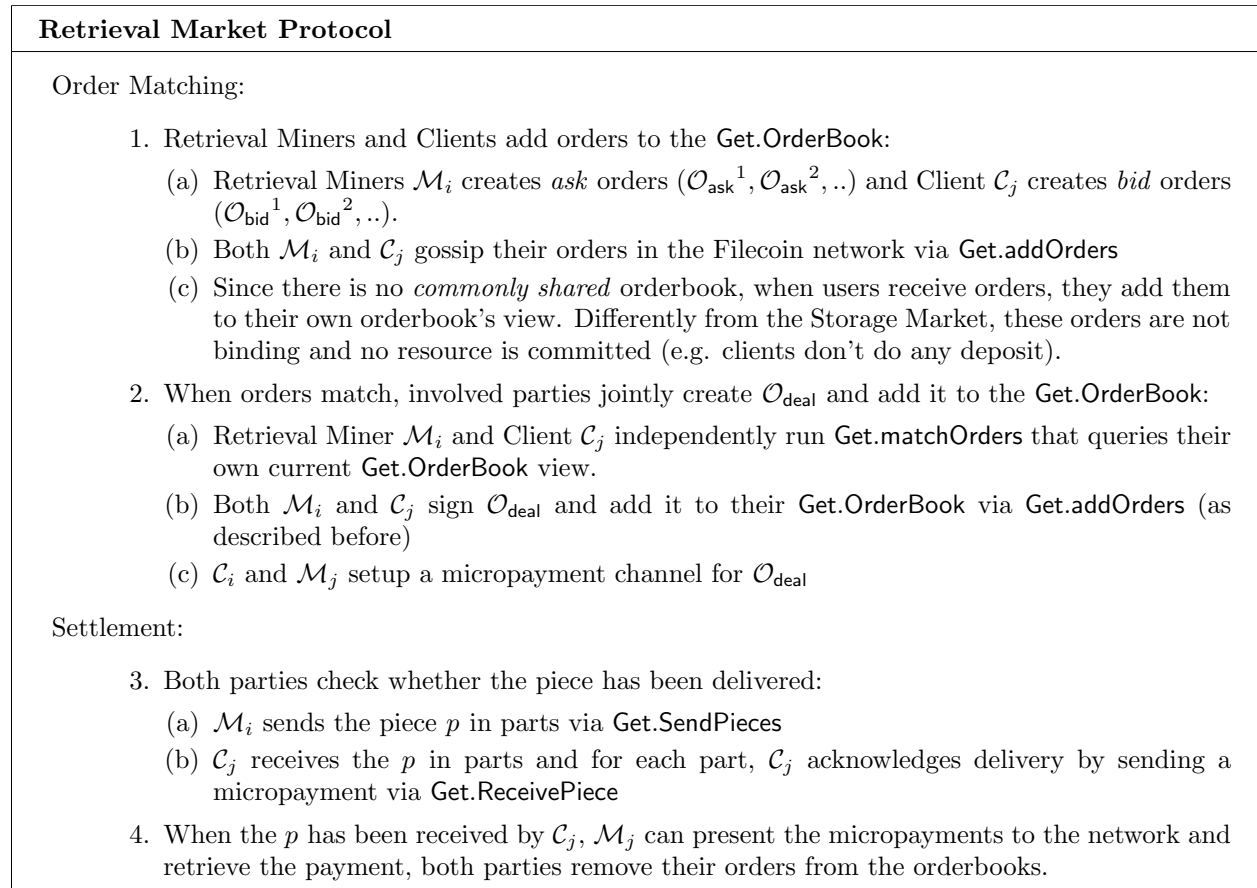 Retrieval Market Protocol
Order Matching:
1. Retrieval Miners and Clients add orders to the Get.OrderBook:
(a) Retrieval Miners ℳᵢ creates ask orders (𝒪ask¹, 𝒪ask², ..) and Client 𝒞ⱼ creates bid orders
(𝒪bid¹, 𝒪bid², ..).
(b) Both ℳᵢ and 𝒞ⱼ gossip their orders in the Filecoin network via Get.addOrders
(c) Since there is no commonly shared orderbook, when users receive orders, they add them
to their own orderbook's view. Differently from the Storage Market, these orders are not
binding and no resource is committed (e.g. clients don't do any deposit).
2. When orders match, involved parties jointly create 𝒪deal and add it to the Get.OrderBook:
(a) Retrieval Miner ℳᵢ and Client 𝒞ⱼ independently run Get.matchOrders that queries their
own current Get.OrderBook view.
(b) Both ℳᵢ and 𝒞ⱼ sign 𝒪deal and add it to their Get.OrderBook via Get.addOrders (as
described before)
(c) 𝒞ᵢ and ℳⱼ setup a micropayment channel for 𝒪deal
Settlement:
3. Both parties check whether the piece has been delivered:
(a) ℳᵢ sends the piece p in parts via Get.SendPieces
(b) 𝒞ⱼ receives the p in parts and for each part, 𝒞ⱼ acknowledges delivery by sending a
micropayment via Get.ReceivePiece
4. When the p has been received by 𝒞ⱼ, ℳⱼ can present the micropayments to the network and
retrieve the payment, both parties remove their orders from the orderbooks.